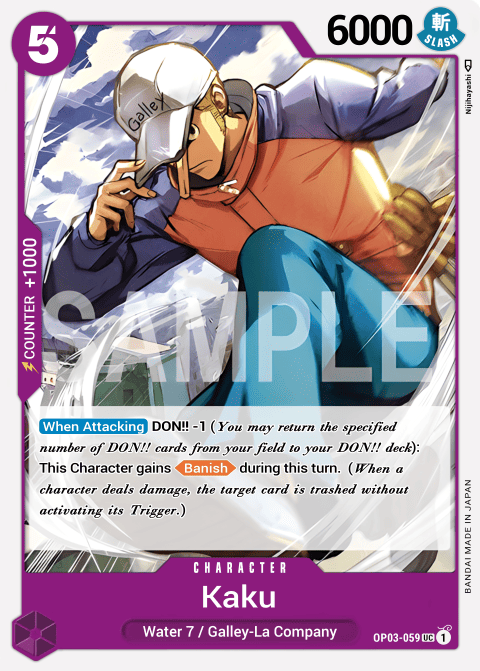 5
6000
斬
SLASH
Nijihayashi
Galley
COUNTER +1000
SAMPLE
When Attacking DON!! -1 (You may return the specified
number of DON!! cards from your field to your DON!! deck):
This Character gains Banish during this turn. (When a
character deals damage, the target card is trashed without
activating its Trigger.)
BANDAI MADE IN JAPAN
CHARACTER
Kaku
Water 7 / Galley-La Company
OP03-059 UC 1